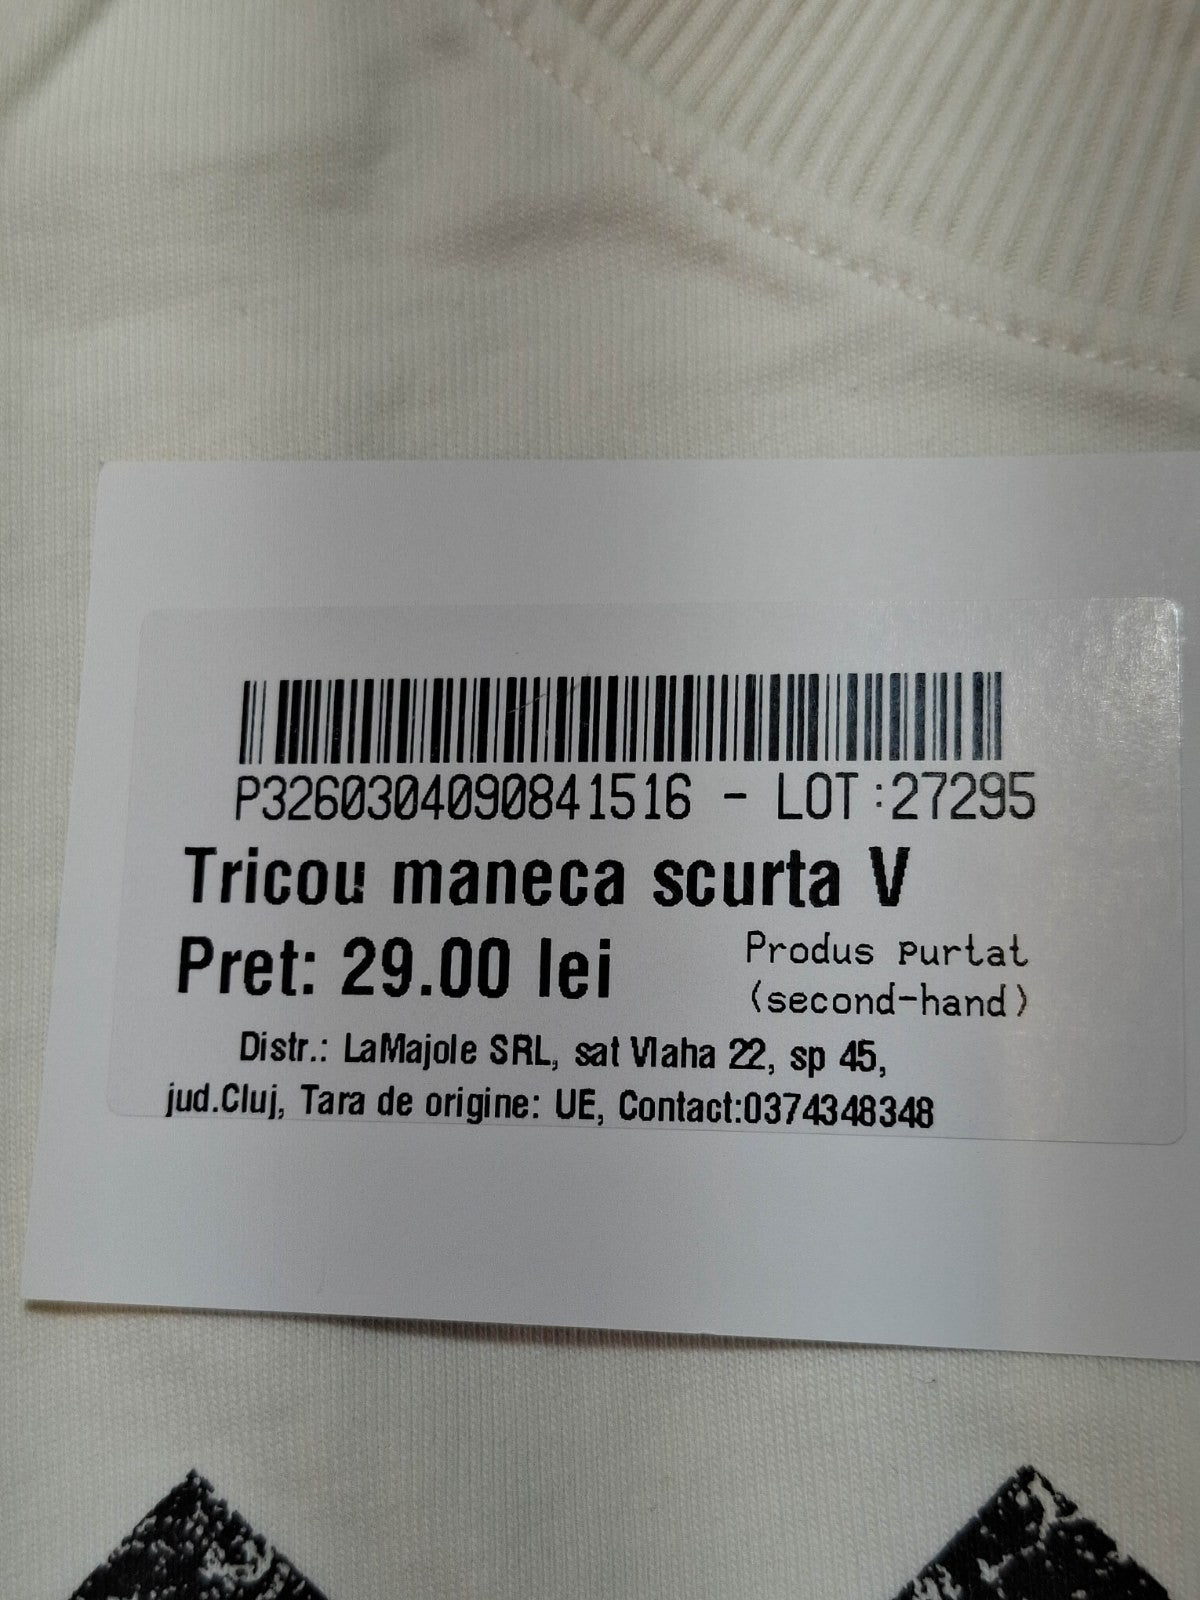 P3260304090841516 - LOT:27295
Tricou maneca scurta V
Pret: 29.00 lei
Produs purtat
(second-hand)
Distr.: LaMajole SRL, sat Vlaha 22, sp 45,
jud.Cluj, Tara de origine: UE, Contact:0374348348